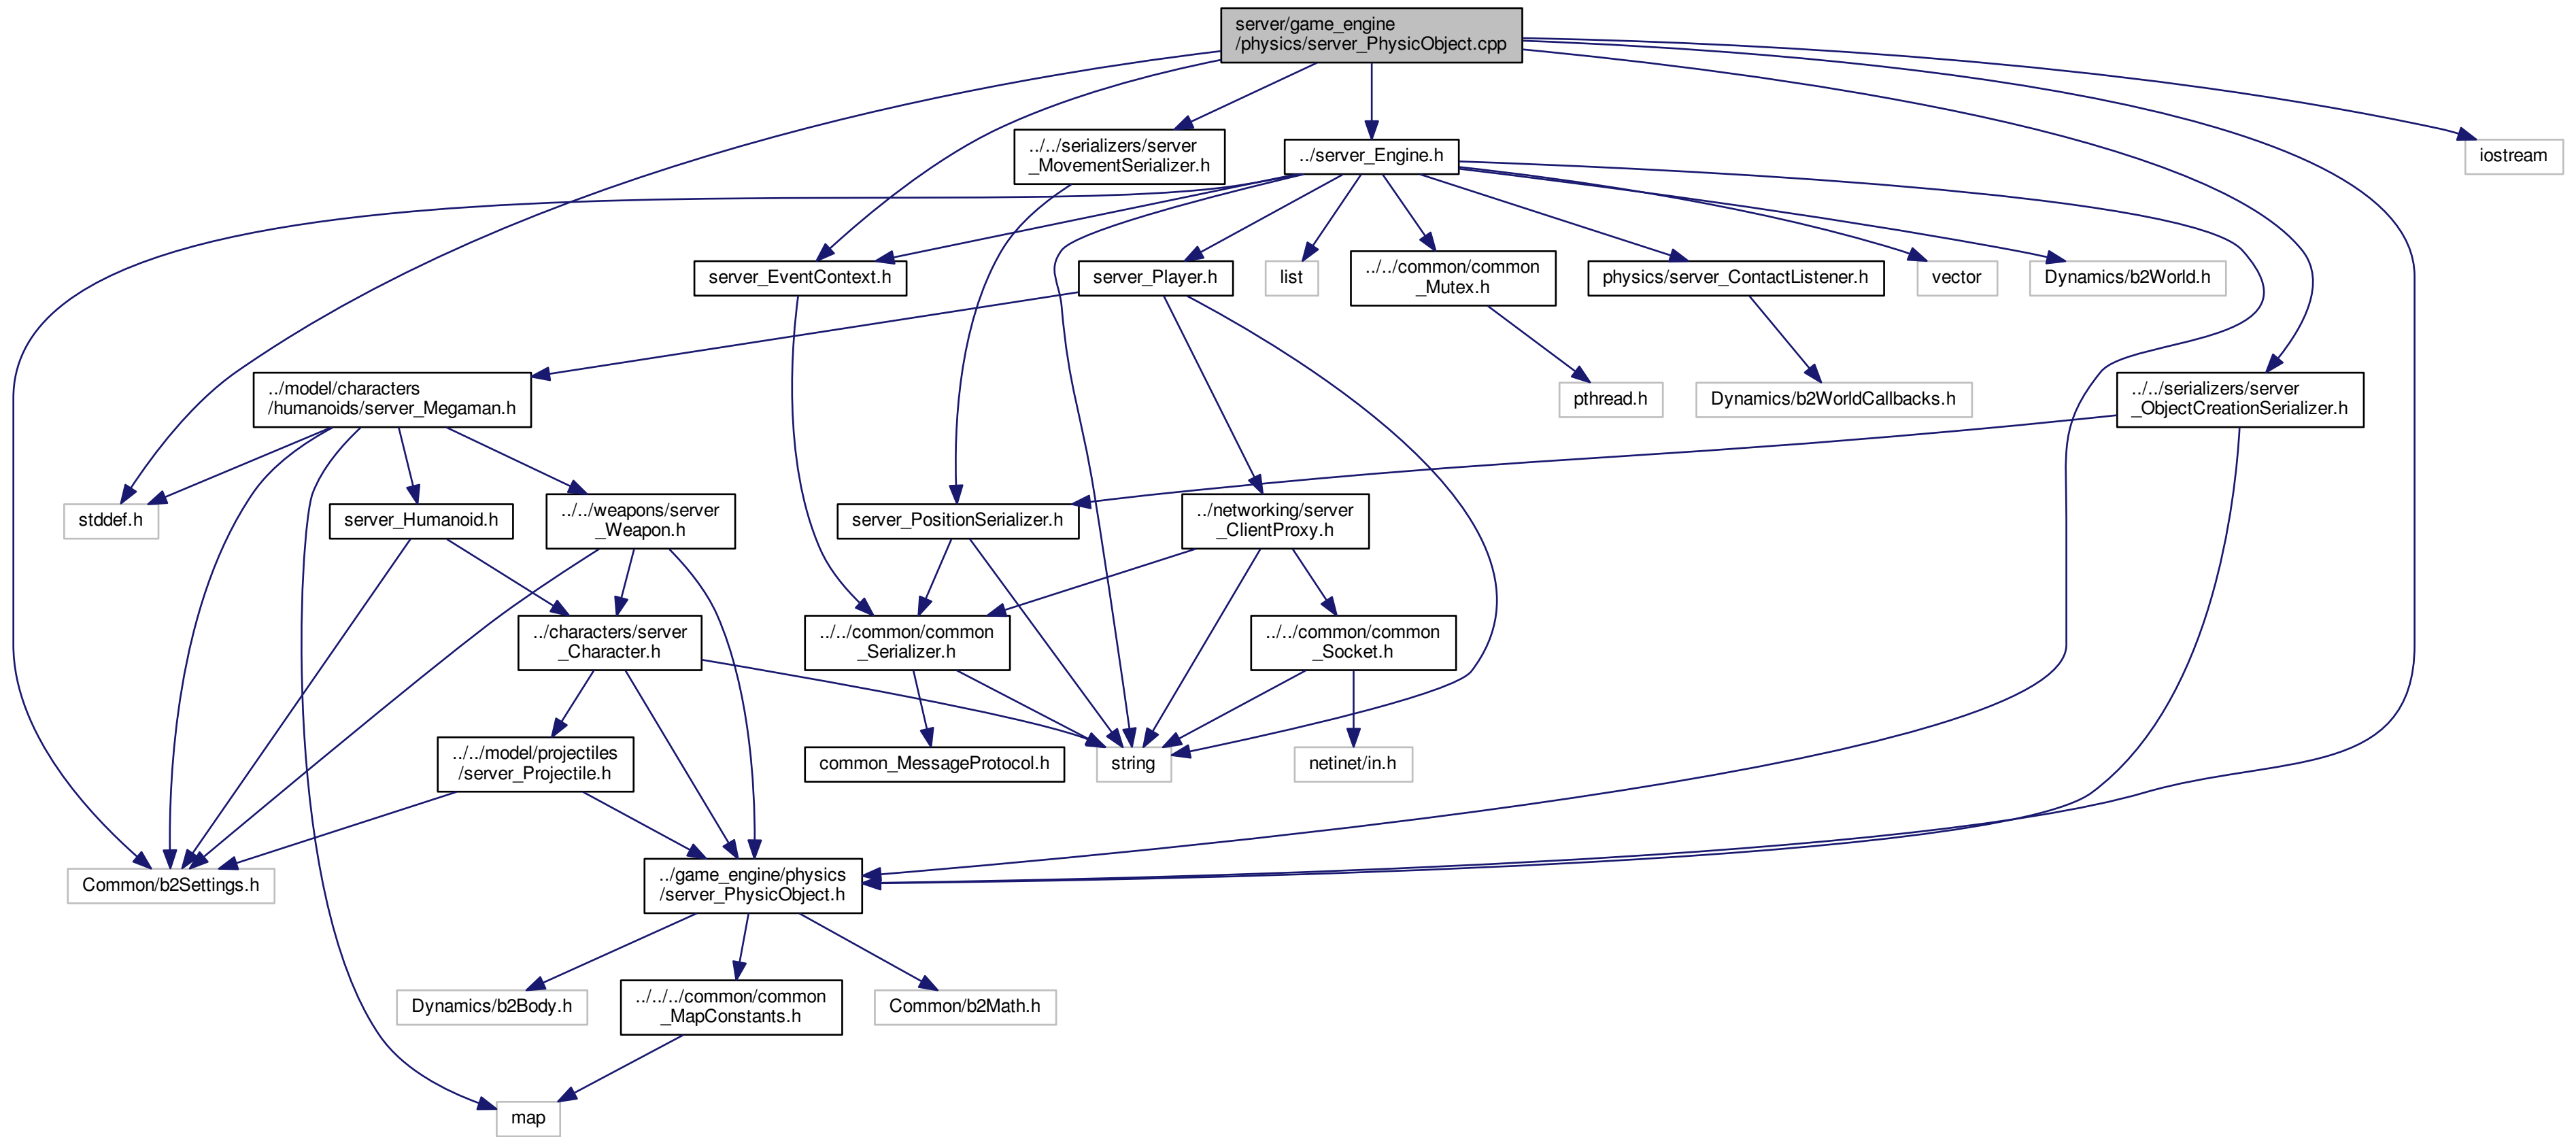 server/game_engine
/physics/server_PhysicObject.cpp
../../serializers/server
_MovementSerializer.h
../server_Engine.h
iostream
server_EventContext.h
server_Player.h
list
../../common/common
_Mutex.h
physics/server_ContactListener.h
vector
Dynamics/b2World.h
../model/characters
/humanoids/server_Megaman.h
pthread.h
Dynamics/b2WorldCallbacks.h
../../serializers/server
_ObjectCreationSerializer.h
stddef.h
server_Humanoid.h
../../weapons/server
_Weapon.h
server_PositionSerializer.h
../networking/server
_ClientProxy.h
../characters/server
_Character.h
../../common/common
_Serializer.h
../../common/common
_Socket.h
../../model/projectiles
/server_Projectile.h
common_MessageProtocol.h
string
netinet/in.h
Common/b2Settings.h
../game_engine/physics
/server_PhysicObject.h
Dynamics/b2Body.h
../../../common/common
_MapConstants.h
Common/b2Math.h
map